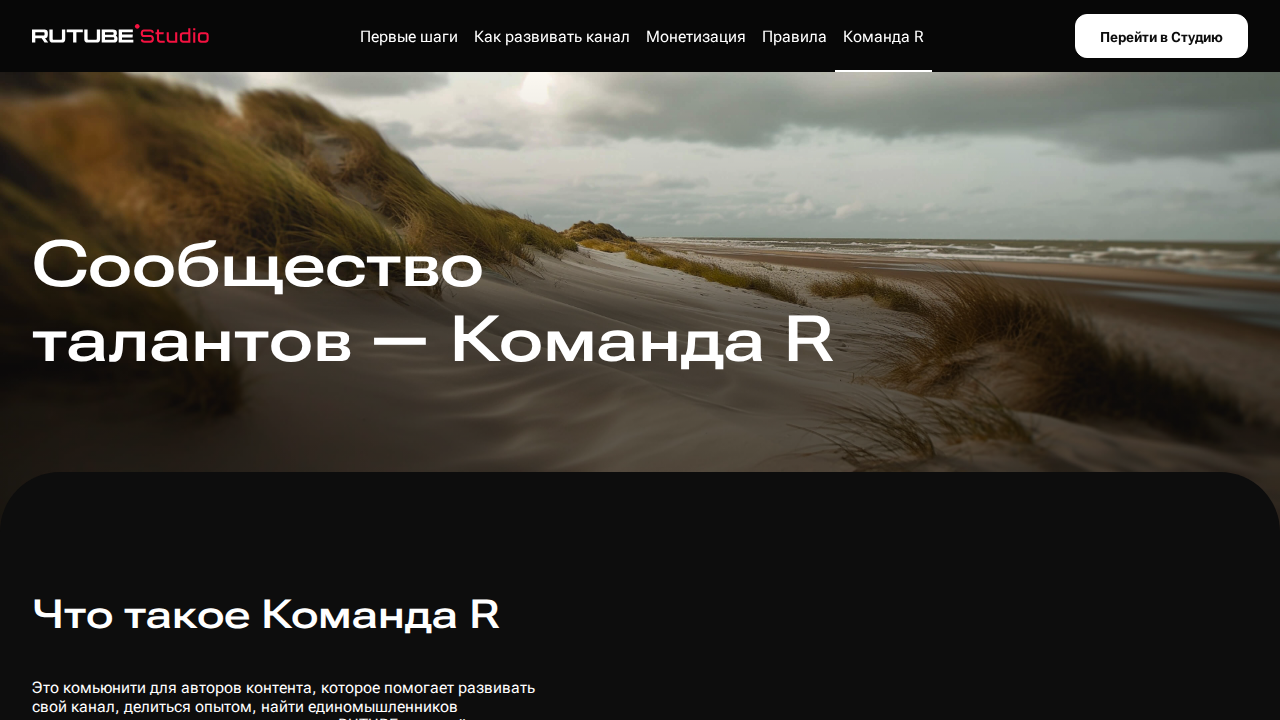 RUTUBE Studio
Первые шаги
Как развивать канал
Монетизация
Правила
Команда R
Перейти в Студию
Сообщество
талантов — Команда R
Что такое Команда R
Это комьюнити для авторов контента, которое помогает развивать
свой канал, делиться опытом, найти единомышленников